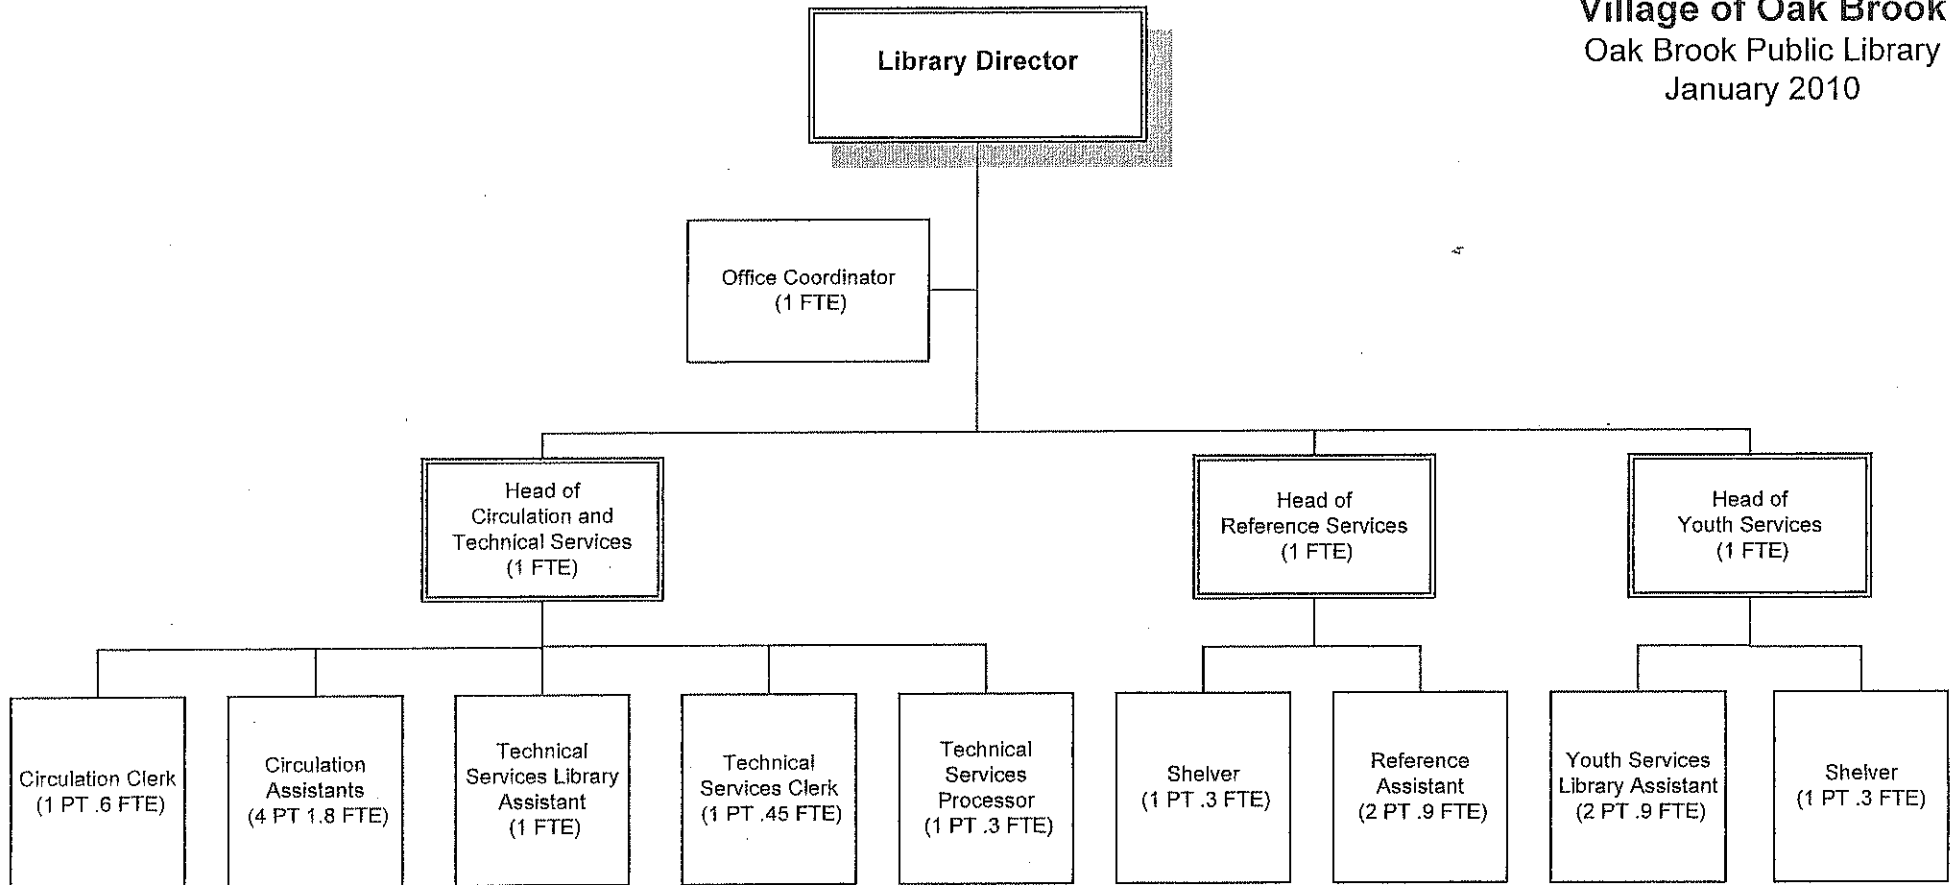 Village of Oak Brook
Oak Brook Public Library
January 2010
Library Director
Office Coordinator
(1 FTE)
Head of
Circulation and
Technical Services
(1 FTE)
Head of
Reference Services
(1 FTE)
Head of
Youth Services
(1 FTE)
Circulation Clerk
(1 PT .6 FTE)
Circulation
Assistants
(4 PT 1.8 FTE)
Technical
Services Library
Assistant
(1 FTE)
Technical
Services Clerk
(1 PT .45 FTE)
Technical
Services
Processor
(1 PT .3 FTE)
Shelver
(1 PT .3 FTE)
Reference
Assistant
(2 PT .9 FTE)
Youth Services
Library Assistant
(2 PT .9 FTE)
Shelver
(1 PT .3 FTE)